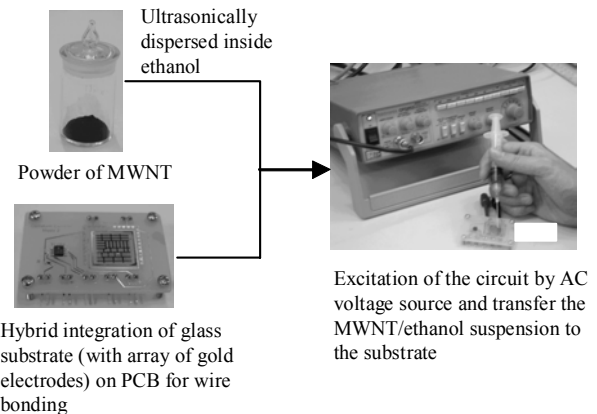 Ultrasonically
dispersed inside
ethanol
Powder of MWNT
Hybrid integration of glass
substrate (with array of gold
electrodes) on PCB for wire
bonding
Excitation of the circuit by AC
voltage source and transfer the
MWNT/ethanol suspension to
the substrate